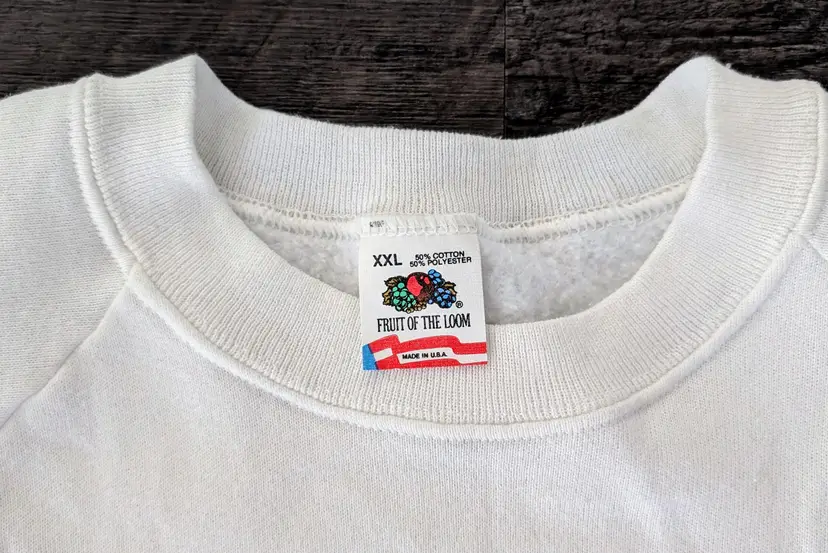 XXL
50% COTTON
50% POLYESTER
®
FRUIT OF THE LOOM
MADE IN U.S.A.